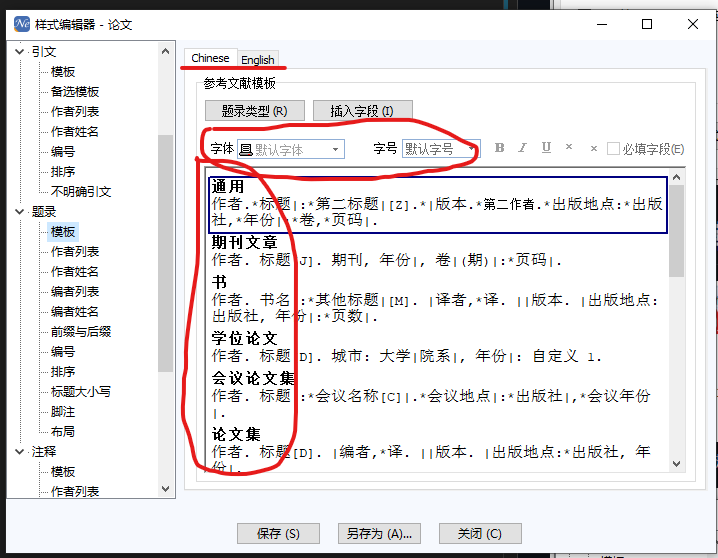 样式编辑器 - 论文
引文
模板
备选模板
作者列表
作者姓名
编号
排序
不明确引文
题录
模板
作者列表
作者姓名
编者列表
编者姓名
前缀与后缀
编号
排序
标题大小写
脚注
布局
注释
模板
作者列表
Chinese English
参考文献模板
题录类型 (R) 插入字段 (I)
字体 默认字体 字号 默认字号 B I U × × 必填字段(E)
通用
作者.*标题|:*第二标题|[Z].*|版本.*第二作者.*出版地点:*出版
社,*年份|:*卷,*页码|.
期刊文章
作者. 标题[J]. 期刊, 年份|, 卷|(期)|:*页码|.
书
作者. 书名|:*其他标题|[M]. |译者,*译. ||版本. |出版地点:
出版社, 年份|:*页数|.
学位论文
作者. 标题[D]. 城市: 大学|院系|, 年份|: 自定义 1.
会议论文集
作者. 标题|:*会议名称[C]|.*会议地点|:*出版社|,*会议年份
|.
论文集
作者. 标题[D]. |编者,*译. ||版本. |出版地点:*出版社, 年
份|.
保存 (S) 另存为 (A)... 关闭 (C)